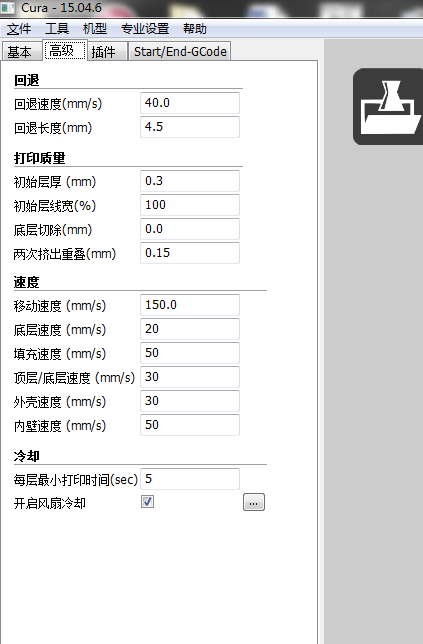 Cura - 15.04.6
文件 工具 机型 专业设置 帮助
基本 高级 插件 Start/End-GCode
回退
回退速度(mm/s) 40.0
回退长度(mm) 4.5
打印质量
初始层厚 (mm) 0.3
初始层线宽(%) 100
底层切除(mm) 0.0
两次挤出重叠(mm) 0.15
速度
移动速度 (mm/s) 150.0
底层速度 (mm/s) 20
填充速度 (mm/s) 50
顶层/底层速度 (mm/s) 30
外壳速度 (mm/s) 30
内壁速度 (mm/s) 50
冷却
每层最小打印时间(sec) 5
开启风扇冷却 ...